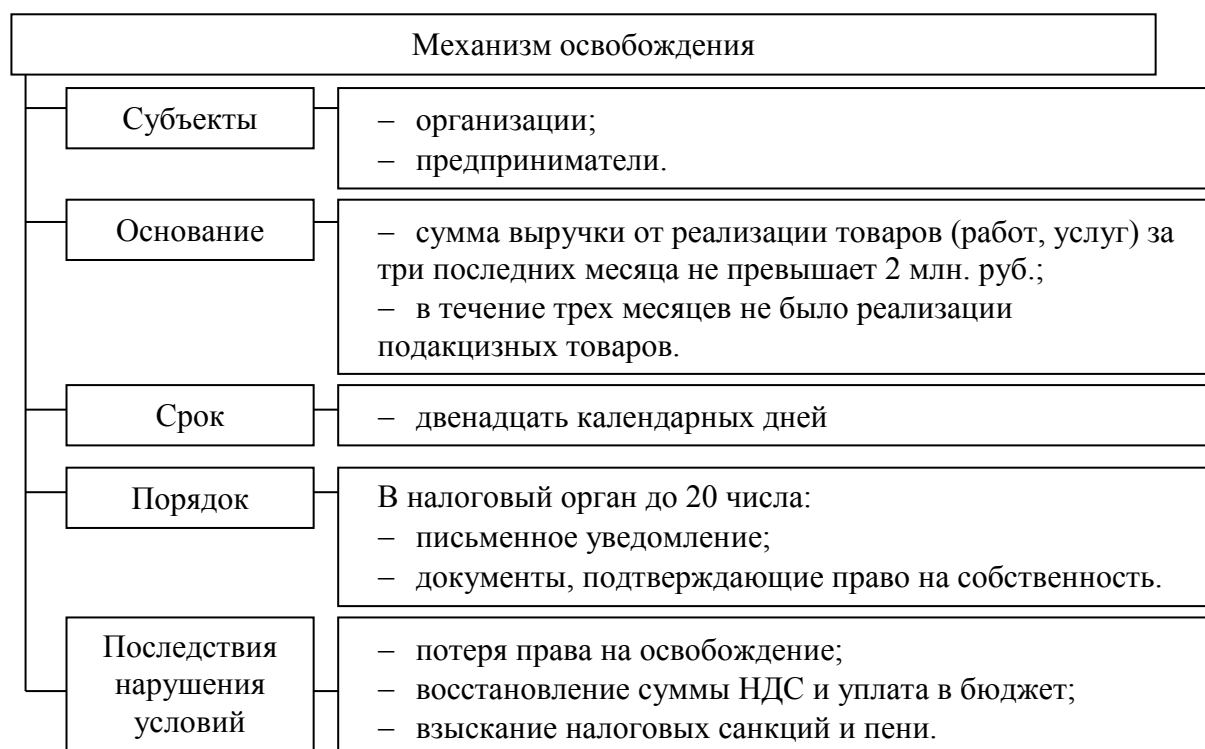 Механизм освобождения
Субъекты
− организации;
− предприниматели.
Основание
− сумма выручки от реализации товаров (работ, услуг) за
три последних месяца не превышает 2 млн. руб.;
− в течение трех месяцев не было реализации
подакцизных товаров.
Срок
− двенадцать календарных дней
Порядок
В налоговый орган до 20 числа:
− письменное уведомление;
− документы, подтверждающие право на собственность.
Последствия
нарушения
условий
− потеря права на освобождение;
− восстановление суммы НДС и уплата в бюджет;
− взыскание налоговых санкций и пени.